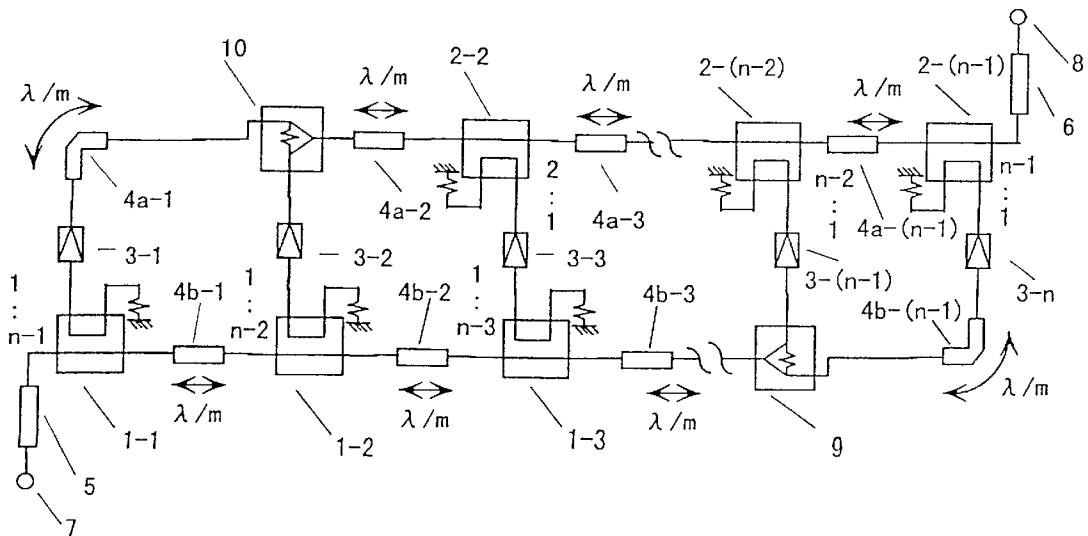 10
2-2
2-(n-2)
2-(n-1)
8
λ/m
λ/m
λ/m
λ/m
6
4a-1
4a-2
2
:
1
4a-3
n-2
:
1
4a-(n-1)
n-1
:
1
3-1
3-2
3-3
3-(n-1)
3-n
1
:
n-1
4b-1
1
:
n-2
4b-2
1
:
n-3
4b-3
4b-(n-1)
λ/m
λ/m
λ/m
λ/m
1-1
1-2
1-3
9
5
7